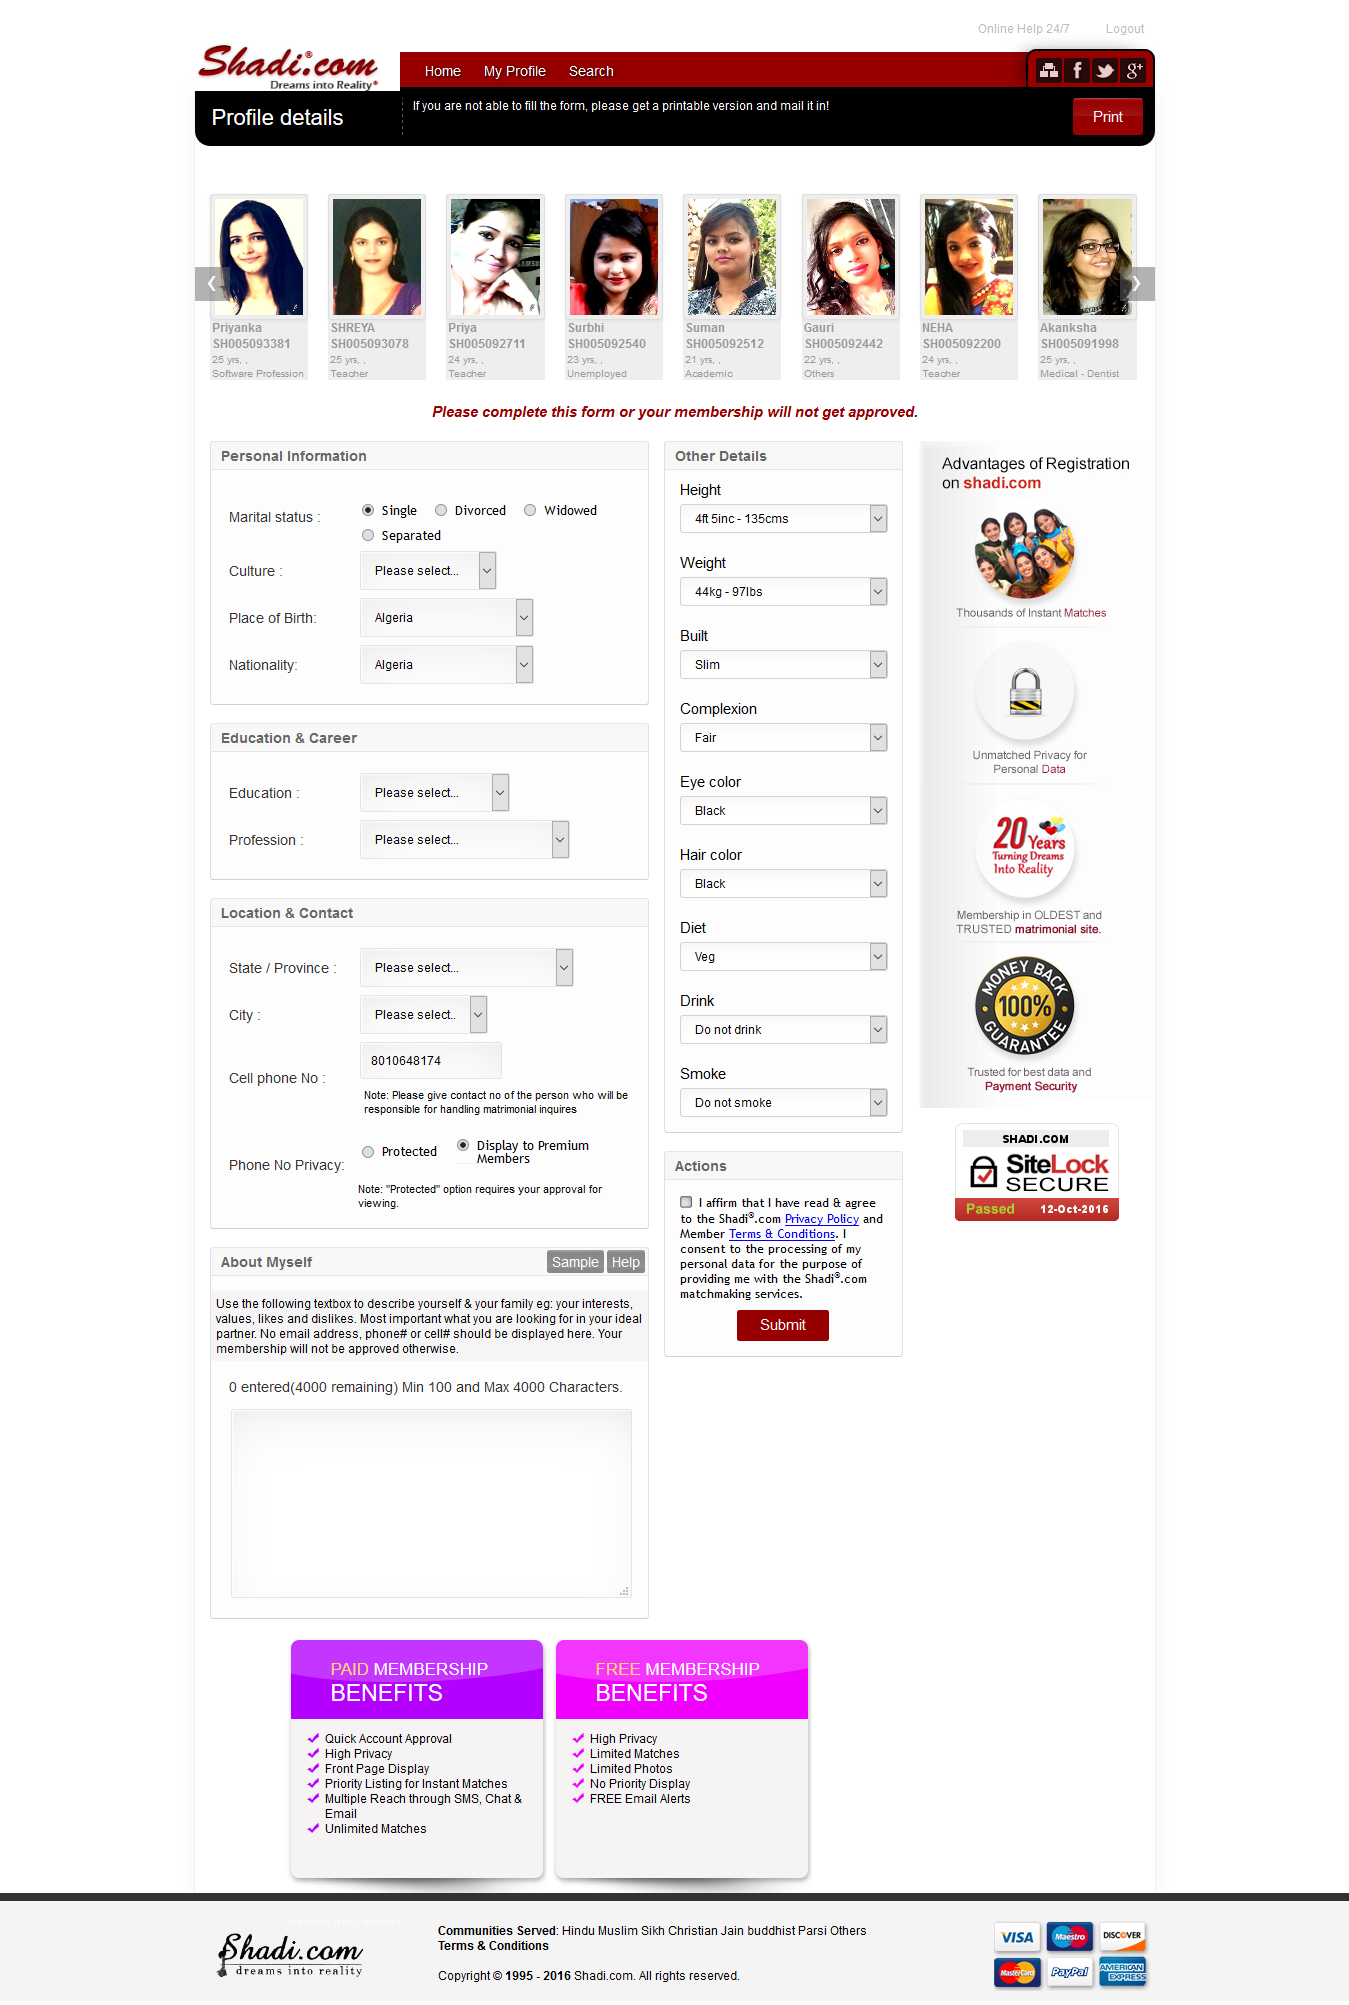 Online Help 24/7 Logout
Shadi®.com
Dreams into Reality®
Home My Profile Search
Profile details
If you are not able to fill the form, please get a printable version and mail it in!
Print
Priyanka
SH005093381
25 yrs, ,
Software Profession
SHREYA
SH005093078
25 yrs, ,
Teacher
Priya
SH005092711
24 yrs, ,
Teacher
Surbhi
SH005092540
23 yrs, ,
Unemployed
Suman
SH005092512
21 yrs, ,
Academic
Gauri
SH005092442
22 yrs, ,
Others
NEHA
SH005092200
24 yrs, ,
Teacher
Akanksha
SH005091998
25 yrs, ,
Medical - Dentist
Please complete this form or your membership will not get approved.
Personal Information
Marital status :
Single Divorced Widowed
Separated
Culture : Please select...
Place of Birth: Algeria
Nationality: Algeria
Education & Career
Education : Please select...
Profession : Please select...
Location & Contact
State / Province : Please select...
City : Please select..
Cell phone No : 8010648174
Note: Please give contact no of the person who will be
responsible for handling matrimonial inquires
Phone No Privacy:
Protected
Display to Premium
Members
Note: "Protected" option requires your approval for
viewing.
About Myself
Sample Help
Use the following textbox to describe yourself & your family eg: your interests,
values, likes and dislikes. Most important what you are looking for in your ideal
partner. No email address, phone# or cell# should be displayed here. Your
membership will not be approved otherwise.
0 entered(4000 remaining) Min 100 and Max 4000 Characters.
Other Details
Height
4ft 5inc - 135cms
Weight
44kg - 97lbs
Built
Slim
Complexion
Fair
Eye color
Black
Hair color
Black
Diet
Veg
Drink
Do not drink
Smoke
Do not smoke
Actions
I affirm that I have read & agree
to the Shadi®.com Privacy Policy and
Member Terms & Conditions. I
consent to the processing of my
personal data for the purpose of
providing me with the Shadi®.com
matchmaking services.
Submit
Advantages of Registration
on shadi.com
Thousands of Instant Matches
Unmatched Privacy for
Personal Data
20 Years
Turning Dreams
Into Reality
Membership in OLDEST and
TRUSTED matrimonial site.
MONEY BACK
100%
GUARANTEE
Trusted for best data and
Payment Security
SHADI.COM
SiteLock
SECURE
Passed 12-Oct-2016
PAID MEMBERSHIP
BENEFITS
Quick Account Approval
High Privacy
Front Page Display
Priority Listing for Instant Matches
Multiple Reach through SMS, Chat &
Email
Unlimited Matches
FREE MEMBERSHIP
BENEFITS
High Privacy
Limited Matches
Limited Photos
No Priority Display
FREE Email Alerts
Shadi.com
dreams into reality
Communities Served: Hindu Muslim Sikh Christian Jain buddhist Parsi Others
Terms & Conditions
Copyright © 1995 - 2016 Shadi.com. All rights reserved.
VISA Maestro DISCOVER
MasterCard PayPal AMERICAN EXPRESS